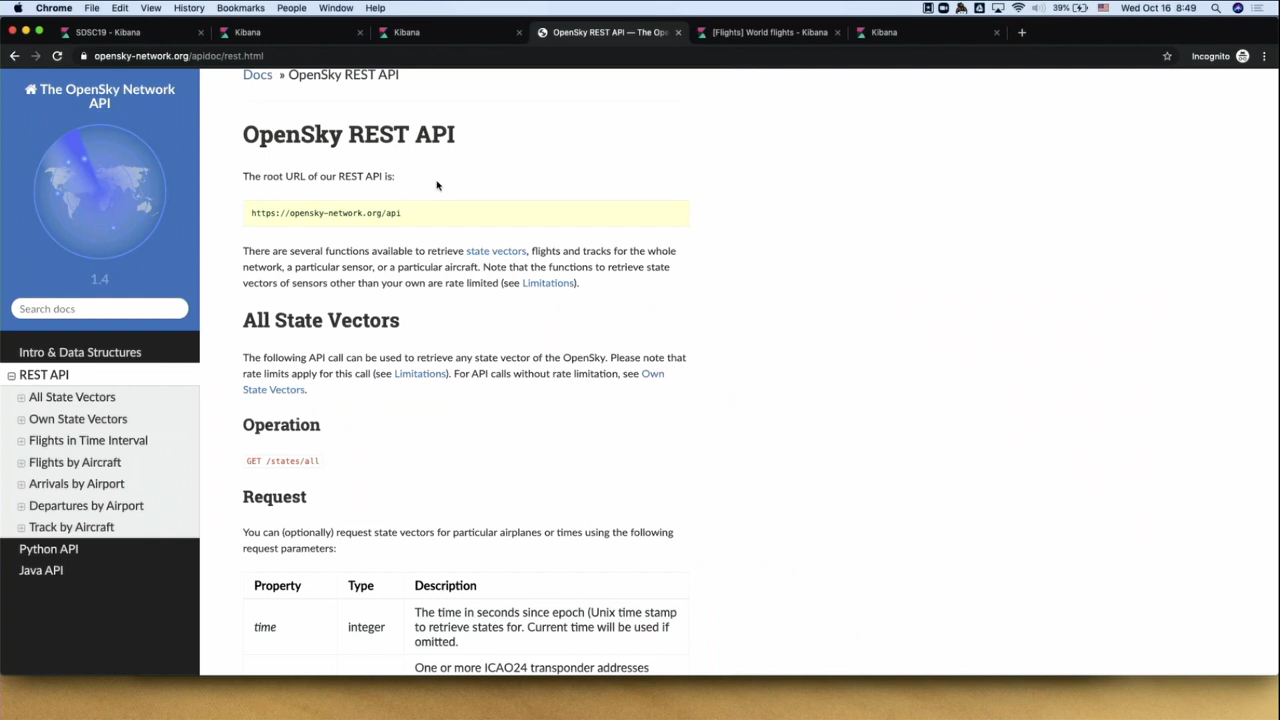 Chrome File Edit View History Bookmarks People Window Help 39% Wed Oct 16 8:49
SDSC19 - Kibana Kibana Kibana OpenSky REST API — The Ope [Flights] World flights - Kibana Kibana
opensky-network.org/apidoc/rest.html Incognito
The OpenSky Network
API
1.4
Search docs
Intro & Data Structures
REST API
All State Vectors
Own State Vectors
Flights in Time Interval
Flights by Aircraft
Arrivals by Airport
Departures by Airport
Track by Aircraft
Python API
Java API
Docs » OpenSky REST API
OpenSky REST API
The root URL of our REST API is:
https://opensky-network.org/api
There are several functions available to retrieve state vectors, flights and tracks for the whole
network, a particular sensor, or a particular aircraft. Note that the functions to retrieve state
vectors of sensors other than your own are rate limited (see Limitations).
All State Vectors
The following API call can be used to retrieve any state vector of the OpenSky. Please note that
rate limits apply for this call (see Limitations). For API calls without rate limitation, see Own
State Vectors.
Operation
GET /states/all
Request
You can (optionally) request state vectors for particular airplanes or times using the following
request parameters:
Property Type Description
time integer The time in seconds since epoch (Unix time stamp
to retrieve states for. Current time will be used if
omitted.
One or more ICAO24 transponder addresses